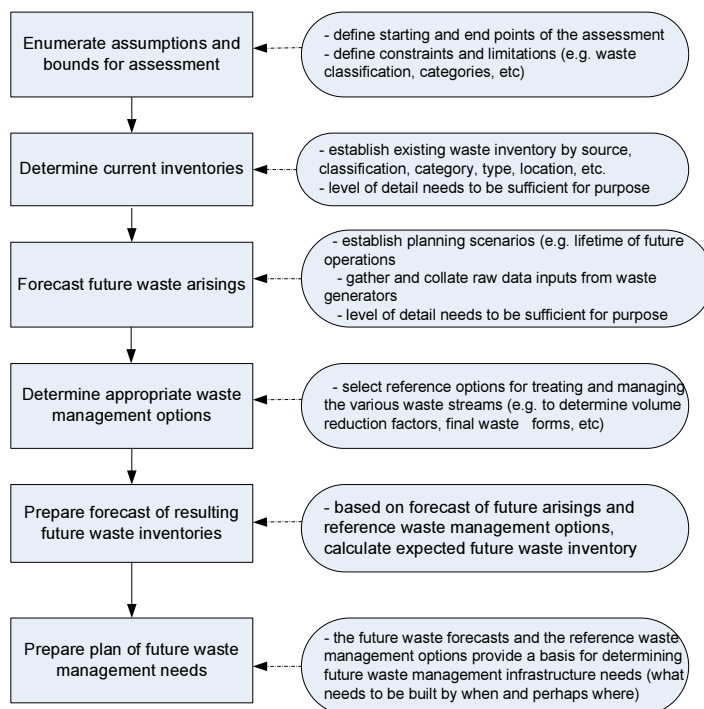 Enumerate assumptions and
bounds for assessment
- define starting and end points of the assessment
- define constraints and limitations (e.g. waste
classification, categories, etc)
Determine current inventories
- establish existing waste inventory by source,
classification, category, type, location, etc.
- level of detail needs to be sufficient for purpose
Forecast future waste arisings
- establish planning scenarios (e.g. lifetime of future
operations
- gather and collate raw data inputs from waste
generators
- level of detail needs to be sufficient for purpose
Determine appropriate waste
management options
- select reference options for treating and managing
the various waste streams (e.g. to determine volume
reduction factors, final waste forms, etc)
Prepare forecast of resulting
future waste inventories
- based on forecast of future arisings and
reference waste management options,
calculate expected future waste inventory
Prepare plan of future waste
management needs
- the future waste forecasts and the reference waste
management options provide a basis for determining
future waste management infrastructure needs (what
needs to be built by when and perhaps where)